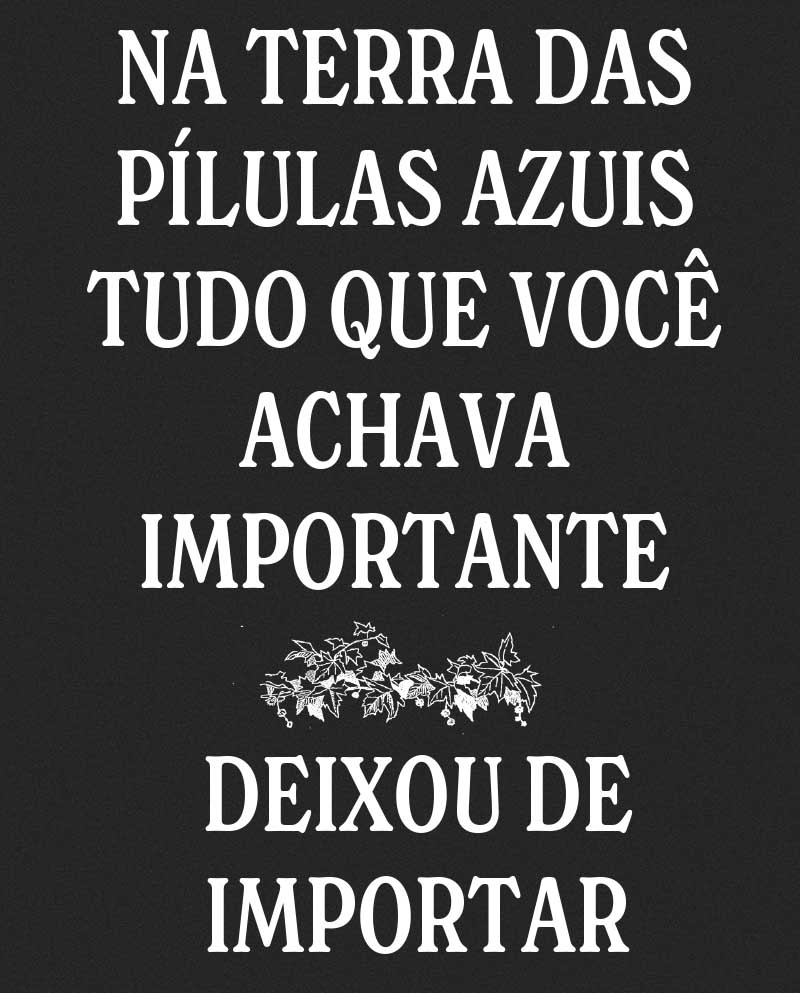 NA TERRA DAS
PÍLULAS AZUIS
TUDO QUE VOCÊ
ACHAVA
IMPORTANTE
DEIXOU DE
IMPORTAR